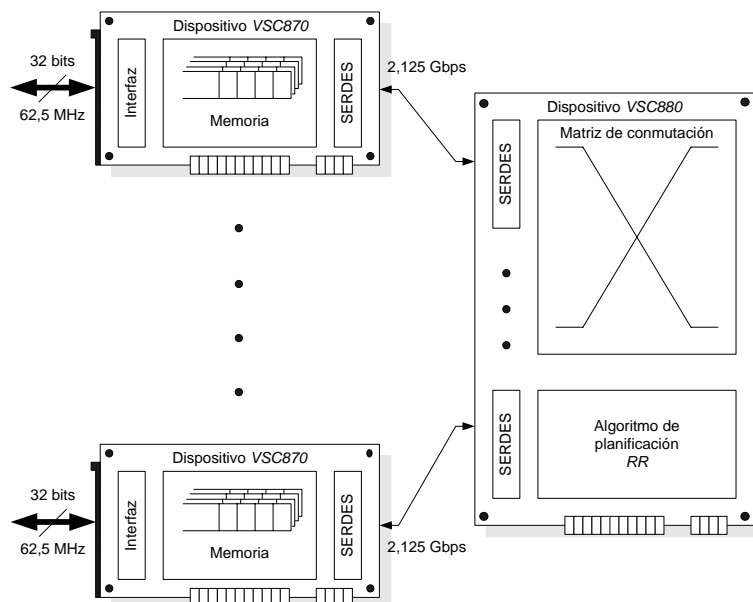 Dispositivo VSC870
32 bits
62,5 MHz
Interfaz
Memoria
SERDES
2,125 Gbps
Dispositivo VSC880
SERDES
Matriz de conmutación
SERDES
Algoritmo de
planificación
RR
Dispositivo VSC870
32 bits
62,5 MHz
Interfaz
Memoria
SERDES
2,125 Gbps